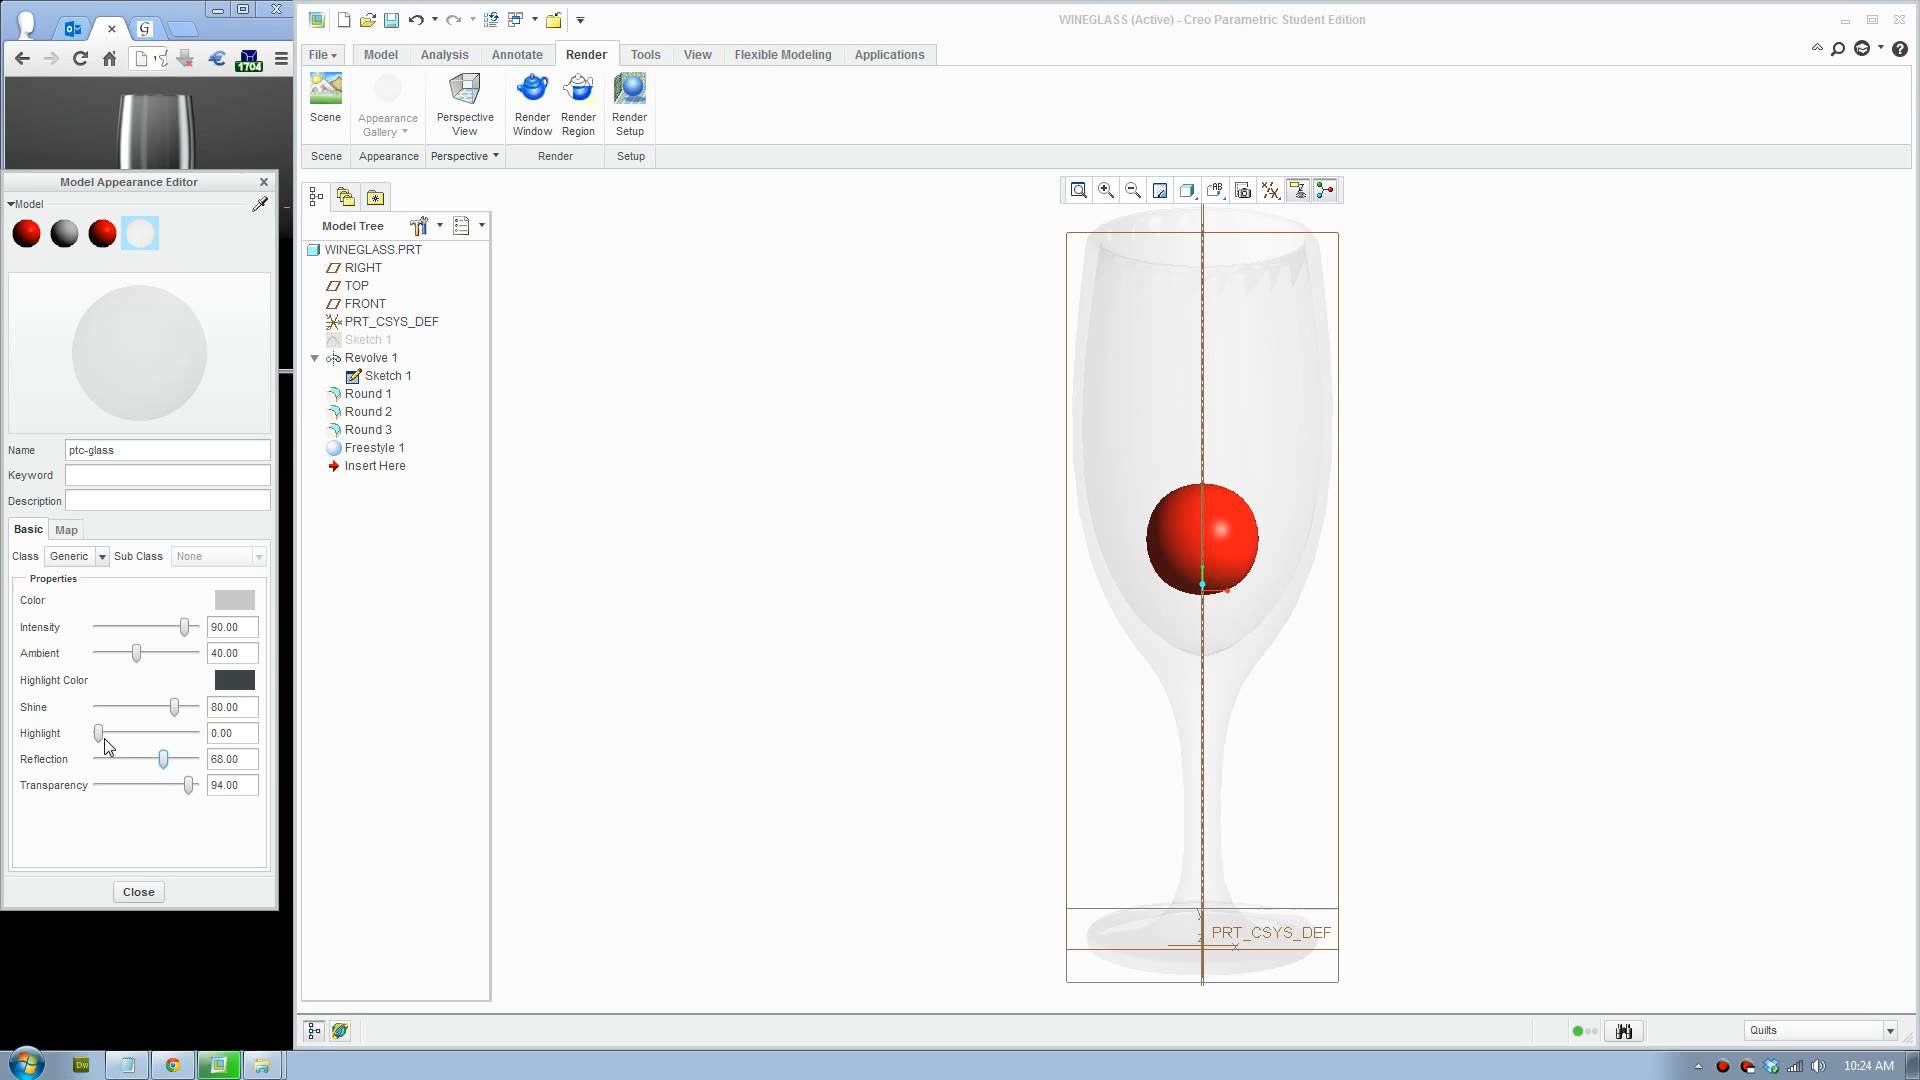 WINEGLASS (Active) - Creo Parametric Student Edition
File
Model
Analysis
Annotate
Render
Tools
View
Flexible Modeling
Applications
1704
Scene
Appearance
Gallery
Perspective
View
Render
Window
Render
Region
Render
Setup
Scene
Appearance
Perspective
Render
Setup
Model Appearance Editor
Model
Name
ptc-glass
Keyword
Description
Basic
Map
Class
Generic
Sub Class
None
Properties
Color
Intensity
90.00
Ambient
40.00
Highlight Color
Shine
80.00
Highlight
0.00
Reflection
68.00
Transparency
94.00
Close
Model Tree
WINEGLASS.PRT
RIGHT
TOP
FRONT
PRT_CSYS_DEF
Sketch 1
Revolve 1
Sketch 1
Round 1
Round 2
Round 3
Freestyle 1
Insert Here
AB
Y
Z
X
PRT_CSYS_DEF
Quilts
Dw
10:24 AM